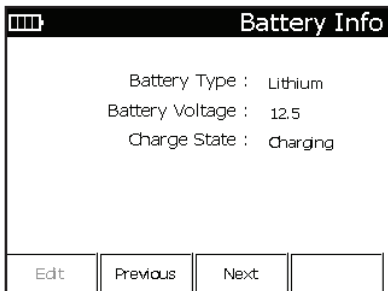 Battery Info
Battery Type : Lithium
Battery Voltage : 12.5
Charge State : Charging
Edit Previous Next